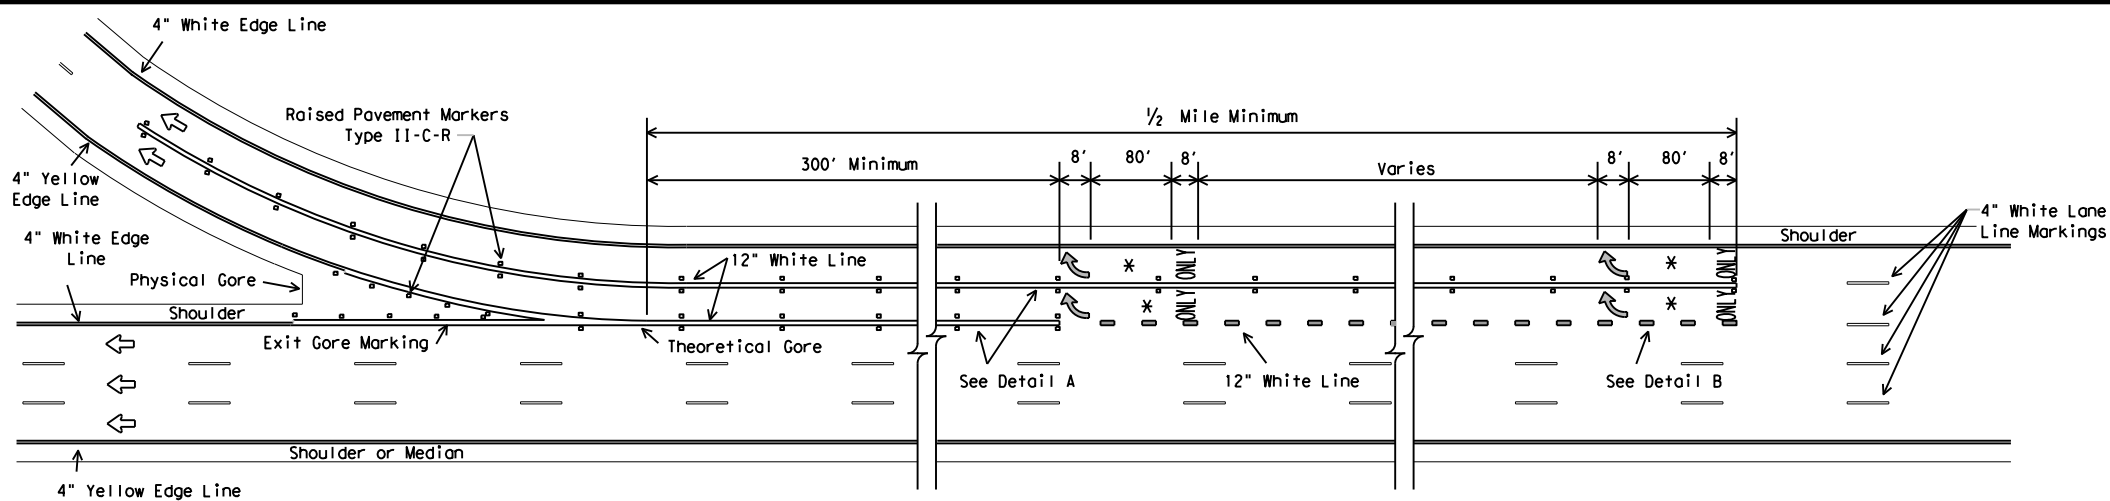 4" White Edge Line
Raised Pavement Markers
Type II-C-R
½ Mile Minimum
300' Minimum
8'
80'
8'
Varies
8'
80'
8'
4" Yellow
Edge Line
4" White Edge
Line
Physical Gore
Shoulder
Exit Gore Marking
12" White Line
Theoretical Gore
* ONLY
* ONLY
* ONLY
* ONLY
Shoulder
4" White Lane
Line Markings
See Detail A
12" White Line
See Detail B
Shoulder or Median
4" Yellow Edge Line